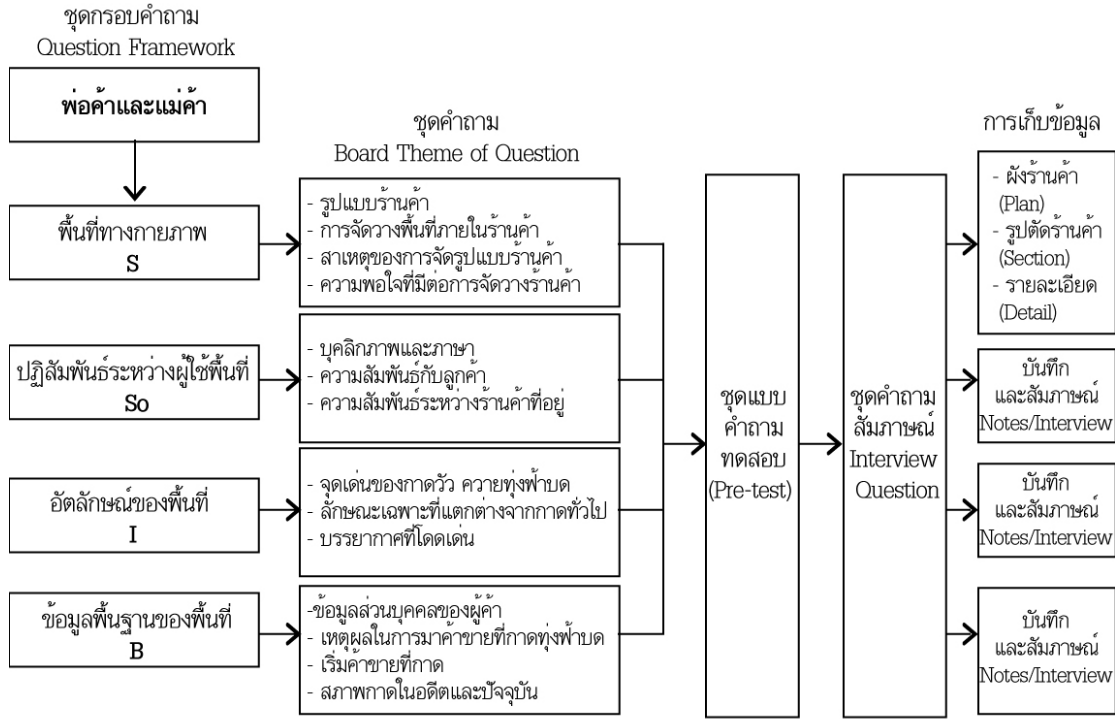 ชุดกรอบคำถาม
Question Framework
พ่อค้าและแม่ค้า
พื้นที่ทางกายภาพ
S
ปฏิสัมพันธ์ระหว่างผู้ใช้พื้นที่
So
อัตลักษณ์ของพื้นที่
I
ข้อมูลพื้นฐานของพื้นที่
B
ชุดคำถาม
Board Theme of Question
- รูปแบบร้านค้า
- การจัดวางพื้นที่ภายในร้านค้า
- สาเหตุของการจัดรูปแบบร้านค้า
- ความพอใจที่มีต่อการจัดวางร้านค้า
- บุคลิกภาพและภาษา
- ความสัมพันธ์กับลูกค้า
- ความสัมพันธ์ระหว่างร้านค้าที่อยู่
- จุดเด่นของกาดวัว ควายทุ่งฟ้าบด
- ลักษณะเฉพาะที่แตกต่างจากกาดทั่วไป
- บรรยากาศที่โดดเด่น
-ข้อมูลส่วนบุคคลของผู้ค้า
- เหตุผลในการมาค้าขายที่กาดทุ่งฟ้าบด
- เริ่มค้าขายที่กาด
- สภาพกาดในอดีตและปัจจุบัน
ชุดแบบ
คำถาม
ทดสอบ
(Pre-test)
ชุดคำถาม
สัมภาษณ์
Interview
Question
การเก็บข้อมูล
- ผังร้านค้า
(Plan)
- รูปตัดร้านค้า
(Section)
- รายละเอียด
(Detail)
บันทึก
และสัมภาษณ์
Notes/Interview
บันทึก
และสัมภาษณ์
Notes/Interview
บันทึก
และสัมภาษณ์
Notes/Interview